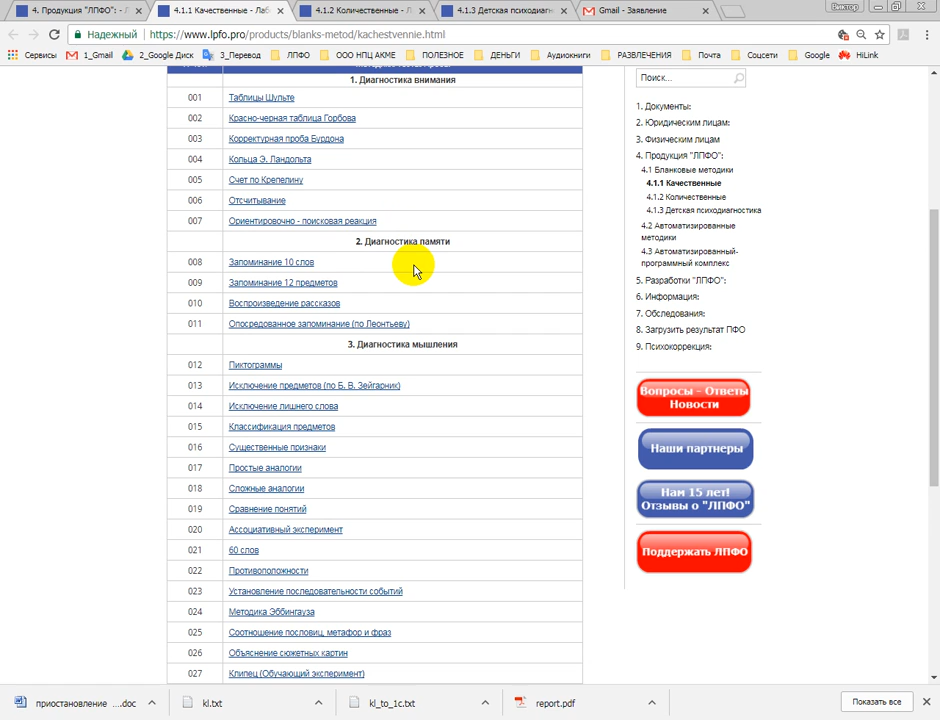 4. Продукция "ЛПФО": - Л
4.1.1 Качественные - Лаб
4.1.2 Количественные - Л
4.1.3 Детская психодиагн
Gmail - Заявление
Виктор
Надежный
https://www.lpfo.pro/products/blanks-metod/kachestvennie.html
Сервисы
1_Gmail
2_Google Диск
3_Перевод
ЛПФО
ООО НПЦ АКМЕ
ПОЛЕЗНОЕ
ДЕНЬГИ
Аудиокниги
РАЗВЛЕЧЕНИЯ
Почта
Соцсети
Google
HiLink
1. Диагностика внимания
001 Таблицы Шульте
002 Красно-черная таблица Горбова
003 Корректурная проба Бурдона
004 Кольца Э. Ландольта
005 Счет по Крепелину
006 Отсчитывание
007 Ориентировочно - поисковая реакция
2. Диагностика памяти
008 Запоминание 10 слов
009 Запоминание 12 предметов
010 Воспроизведение рассказов
011 Опосредованное запоминание (по Леонтьеву)
3. Диагностика мышления
012 Пиктограммы
013 Исключение предметов (по Б. В. Зейгарник)
014 Исключение лишнего слова
015 Классификация предметов
016 Существенные признаки
017 Простые аналогии
018 Сложные аналогии
019 Сравнение понятий
020 Ассоциативный эксперимент
021 60 слов
022 Противоположности
023 Установление последовательности событий
024 Методика Эббингауза
025 Соотношение пословиц, метафор и фраз
026 Объяснение сюжетных картин
027 Клипец (Обучающий эксперимент)
Поиск...
1. Документы:
2. Юридическим лицам:
3. Физическим лицам
4. Продукция "ЛПФО":
4.1 Бланковые методики
4.1.1 Качественные
4.1.2 Количественные
4.1.3 Детская психодиагностика
4.2 Автоматизированные
методики
4.3 Автоматизированный-
программный комплекс
5. Разработки "ЛПФО":
6. Информация:
7. Обследования:
8. Загрузить результат ПФО
9. Психокоррекция:
Вопросы - Ответы
Новости
Наши партнеры
Нам 15 лет!
Отзывы о "ЛПФО"
Поддержать ЛПФО
приостановление ....doc
kl.txt
kl_to_1c.txt
report.pdf
Показать все